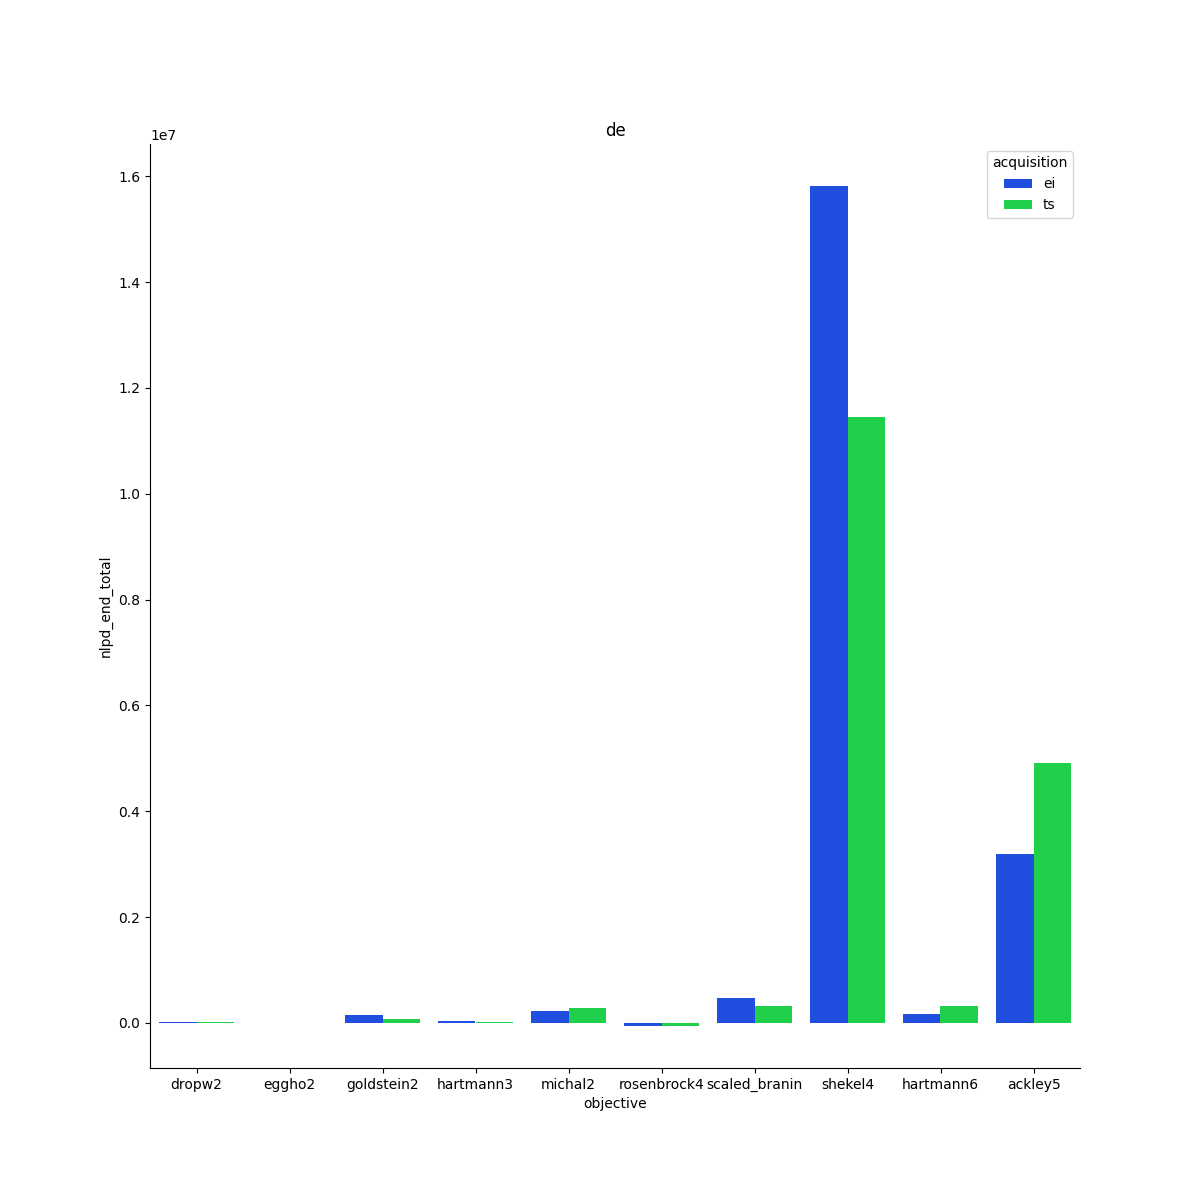 de
1e7
acquisition
ei
ts
1.6
1.4
1.2
1.0
0.8
0.6
0.4
0.2
0.0
nlpd_end_total
dropw2 eggho2 goldstein2 hartmann3 michal2 rosenbrock4 scaled_branin shekel4 hartmann6 ackley5
objective